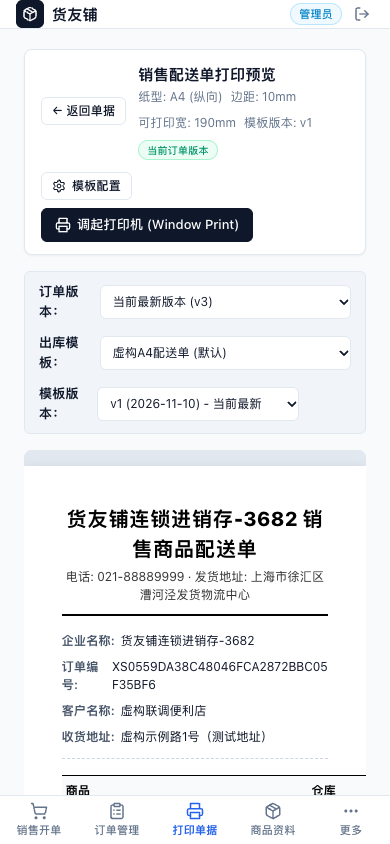 货友铺
管理员
← 返回单据
销售配送单打印预览
纸型: A4 (纵向) 边距: 10mm
可打印宽: 190mm 模板版本: v1
当前订单版本
模板配置
调起打印机 (Window Print)
订单版
本:
当前最新版本 (v3)
出库模
板:
虚构A4配送单 (默认)
模板版
本:
v1 (2026-11-10) - 当前最新
货友铺连锁进销存-3682 销
售商品配送单
电话: 021-88889999 · 发货地址: 上海市徐汇区
漕河泾发货物流中心
企业名称: 货友铺连锁进销存-3682
订单编
号:
XS0559DA38C48046FCA2872BBC05
F35BF6
客户名称: 虚构联调便利店
收货地址: 虚构示例路1号（测试地址）
商品 仓库
销售开单
订单管理
打印单据
商品资料
更多